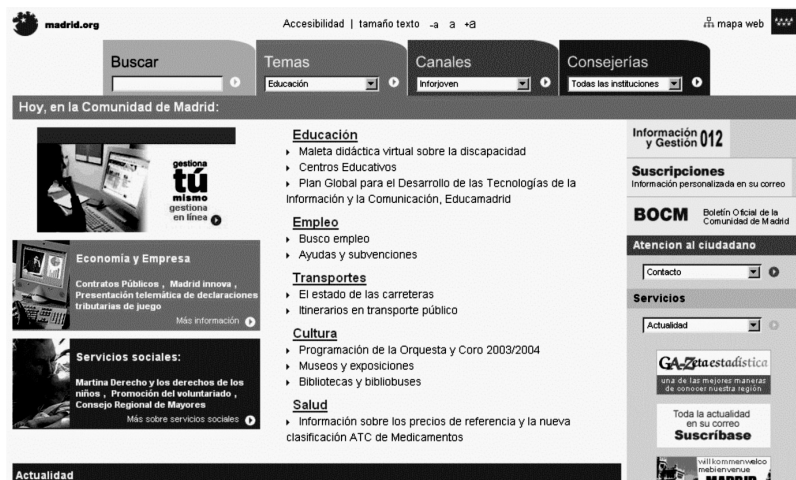 madrid.org
Accesibilidad | tamaño texto -a a +a
mapa web
Buscar
Temas
Educación
Canales
Inforjoven
Consejerías
Todas las instituciones
Hoy, en la Comunidad de Madrid:
gestiona
tú
mismo
gestiona
en línea
Economía y Empresa
Contratos Públicos , Madrid innova ,
Presentación telemática de declaraciones
tributarias de juego
Más información
Servicios sociales:
Martina Derecho y los derechos de los
niños , Promoción del voluntariado ,
Consejo Regional de Mayores
Más sobre servicios sociales
Educación
Maleta didáctica virtual sobre la discapacidad
Centros Educativos
Plan Global para el Desarrollo de las Tecnologías de la
Información y la Comunicación, Educamadrid
Empleo
Busco empleo
Ayudas y subvenciones
Transportes
El estado de las carreteras
Itinerarios en transporte público
Cultura
Programación de la Orquesta y Coro 2003/2004
Museos y exposiciones
Bibliotecas y bibliobuses
Salud
Información sobre los precios de referencia y la nueva
clasificación ATC de Medicamentos
Información
y Gestión 012
Suscripciones
Información personalizada en su correo
BOCM Boletín Oficial de la
Comunidad de Madrid
Atencion al ciudadano
Contacto
Servicios
Actualidad
GA-Zeta estadística
una de las mejores maneras
de conocer nuestra región
Toda la actualidad
en su correo
Suscríbase
willkommenwelco
mebienvenue
MADRID
Actualidad